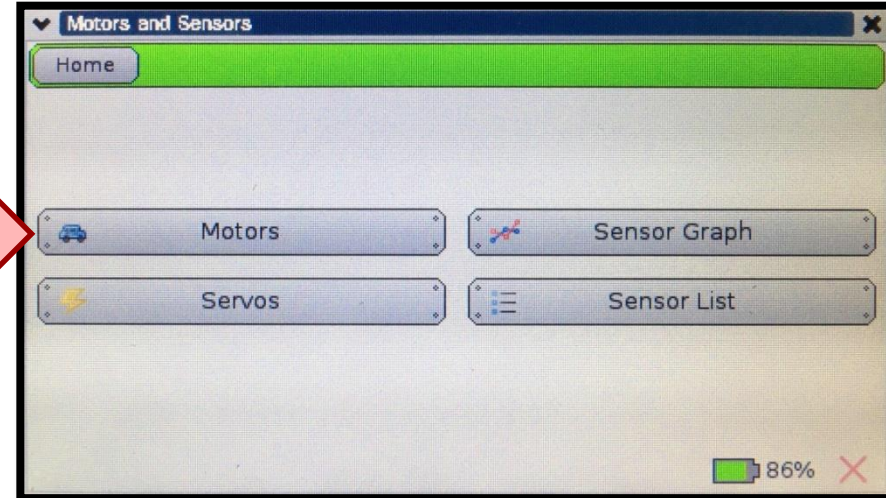 Motors and Sensors
Home
Motors
Sensor Graph
Servos
Sensor List
86%